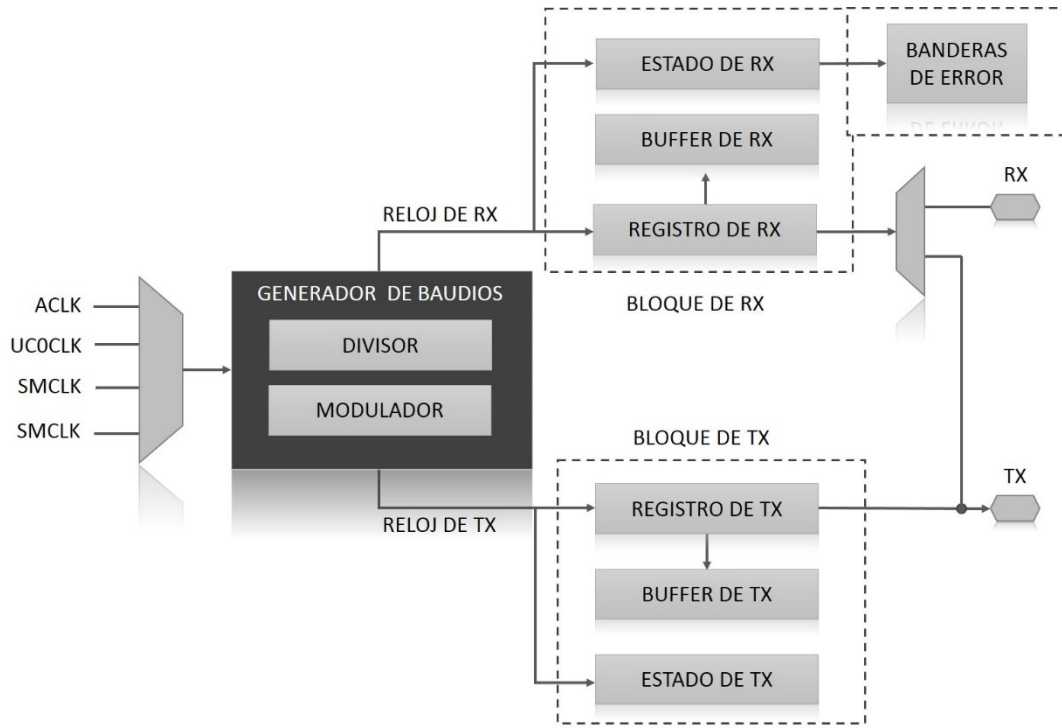 ESTADO DE RX
BANDERAS
DE ERROR
BUFFER DE RX
RX
RELOJ DE RX
REGISTRO DE RX
BLOQUE DE RX
GENERADOR DE BAUDIOS
DIVISOR
MODULADOR
ACLK
UC0CLK
SMCLK
SMCLK
BLOQUE DE TX
RELOJ DE TX
REGISTRO DE TX
TX
BUFFER DE TX
ESTADO DE TX